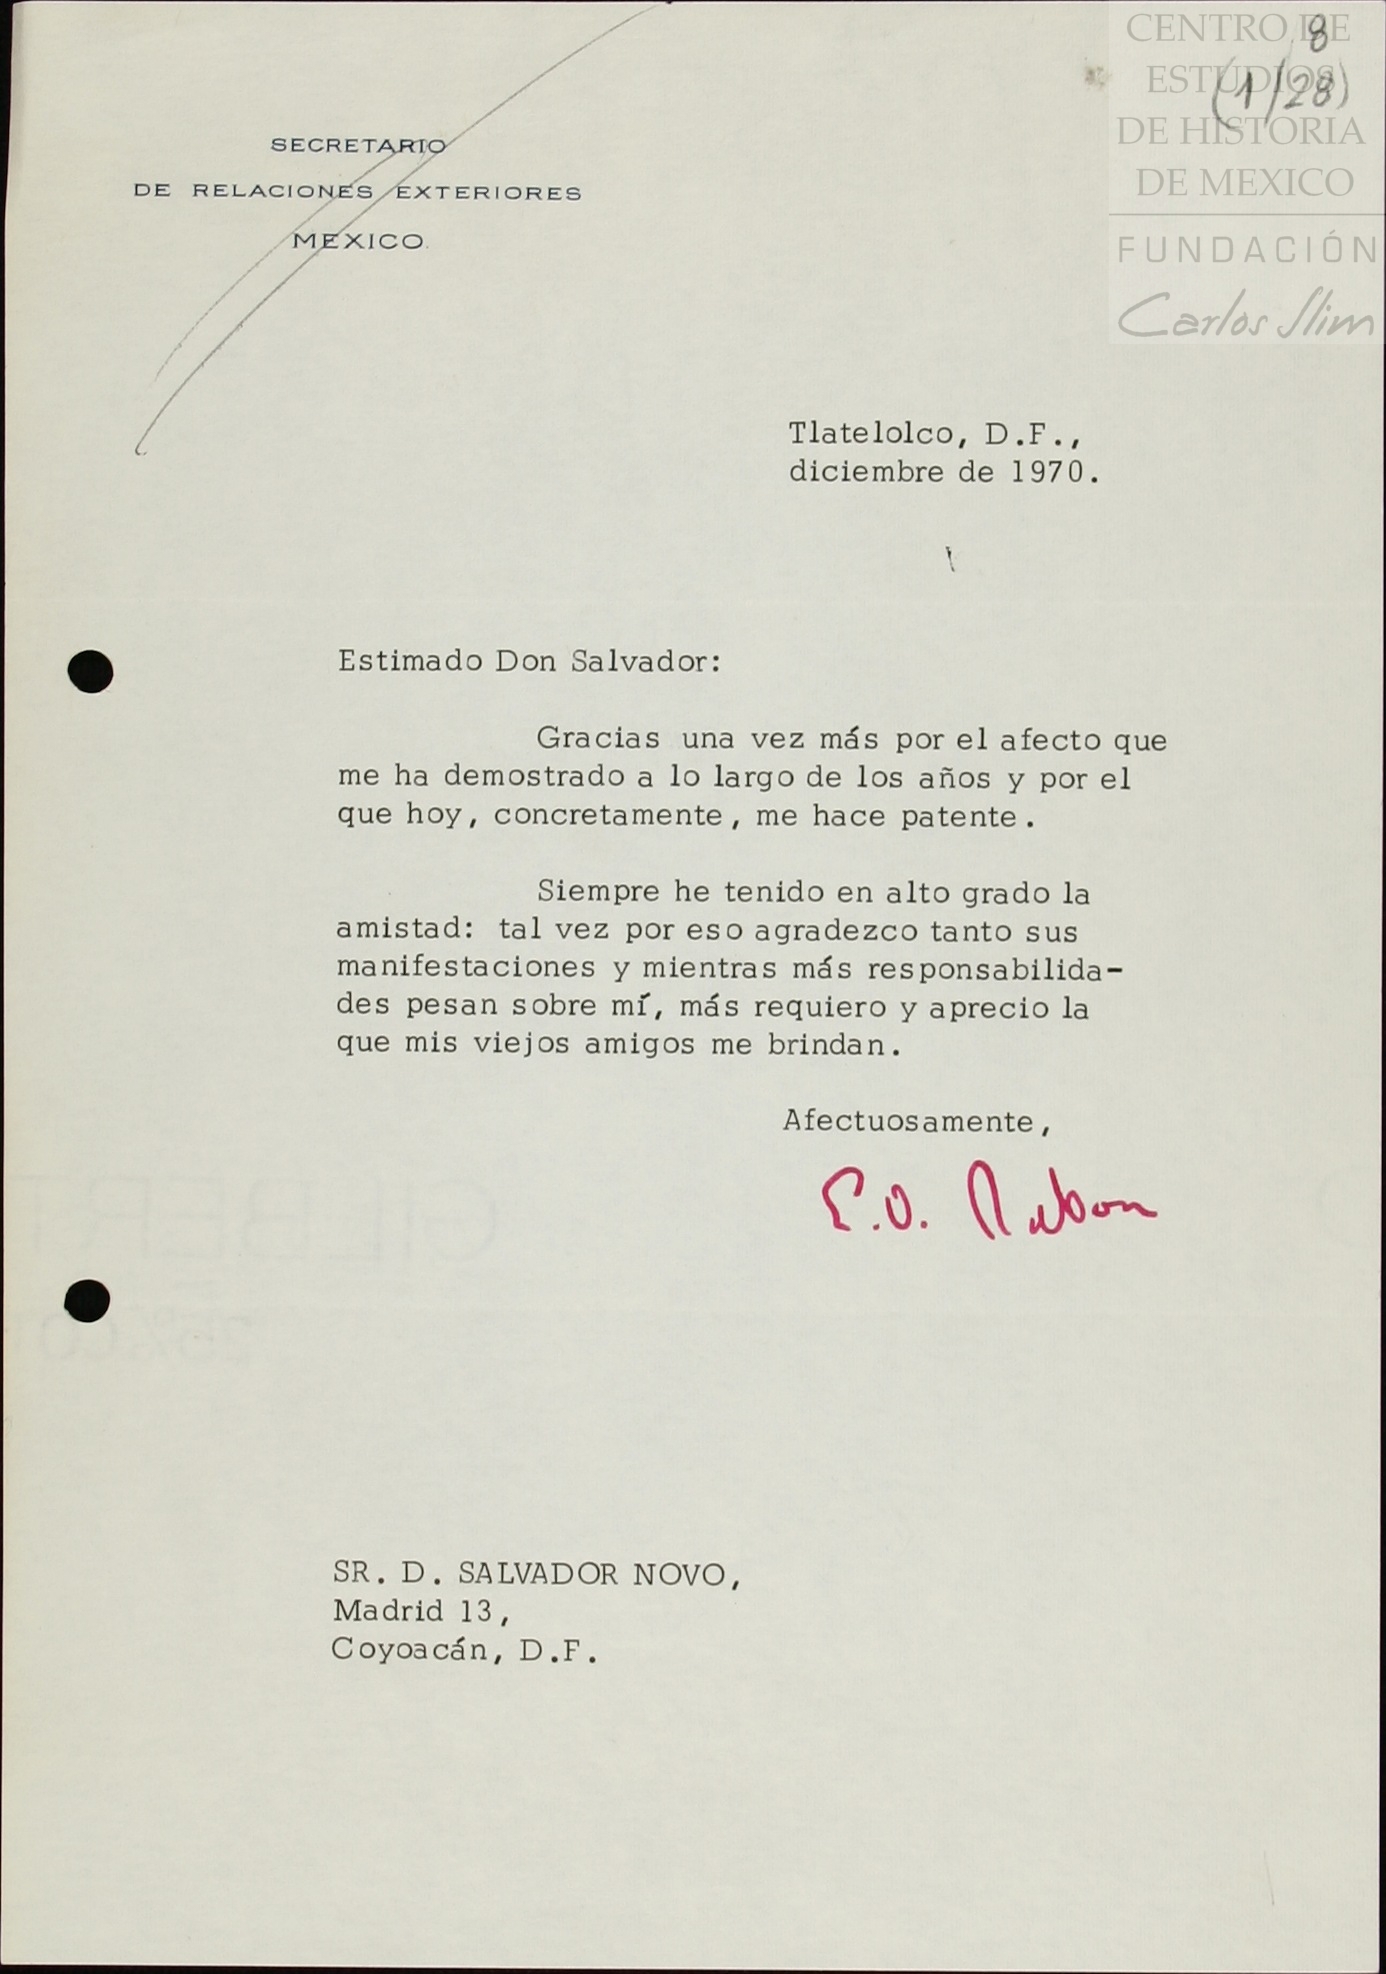 CENTRO DE
ESTUDIOS
DE HISTORIA
DE MEXICO
FUNDACIÓN
Carlos Slim
8
(1/28)
SECRETARIO
DE RELACIONES EXTERIORES
MEXICO.
Tlatelolco, D.F.,
diciembre de 1970.
Estimado Don Salvador:
Gracias una vez más por el afecto que
me ha demostrado a lo largo de los años y por el
que hoy, concretamente, me hace patente.
Siempre he tenido en alto grado la
amistad: tal vez por eso agradezco tanto sus
manifestaciones y mientras más responsabilida-
des pesan sobre mí, más requiero y aprecio la
que mis viejos amigos me brindan.
Afectuosamente,
E.O. Rabasa
SR. D. SALVADOR NOVO,
Madrid 13,
Coyoacán, D.F.